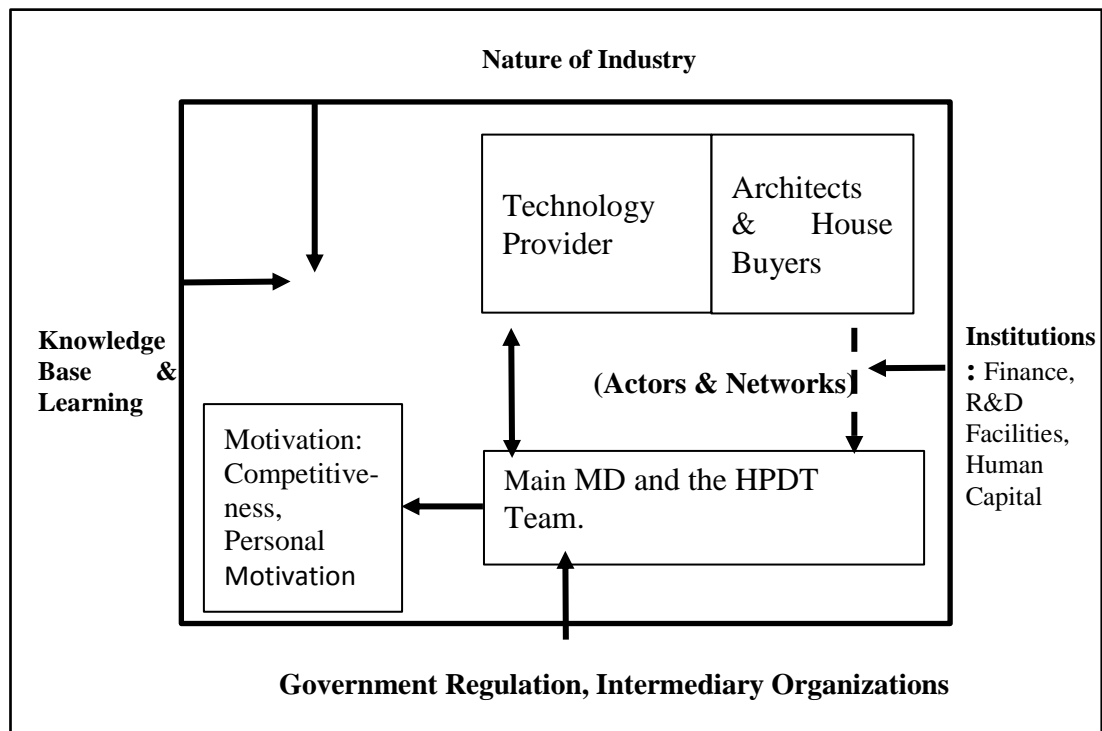 Nature of Industry
Technology
Provider
Architects
& House
Buyers
Knowledge
Base &
Learning
(Actors & Networks)
Institutions
: Finance,
R&D
Facilities,
Human
Capital
Motivation:
Competitive-
ness,
Personal
Motivation
Main MD and the HPDT
Team.
Government Regulation, Intermediary Organizations